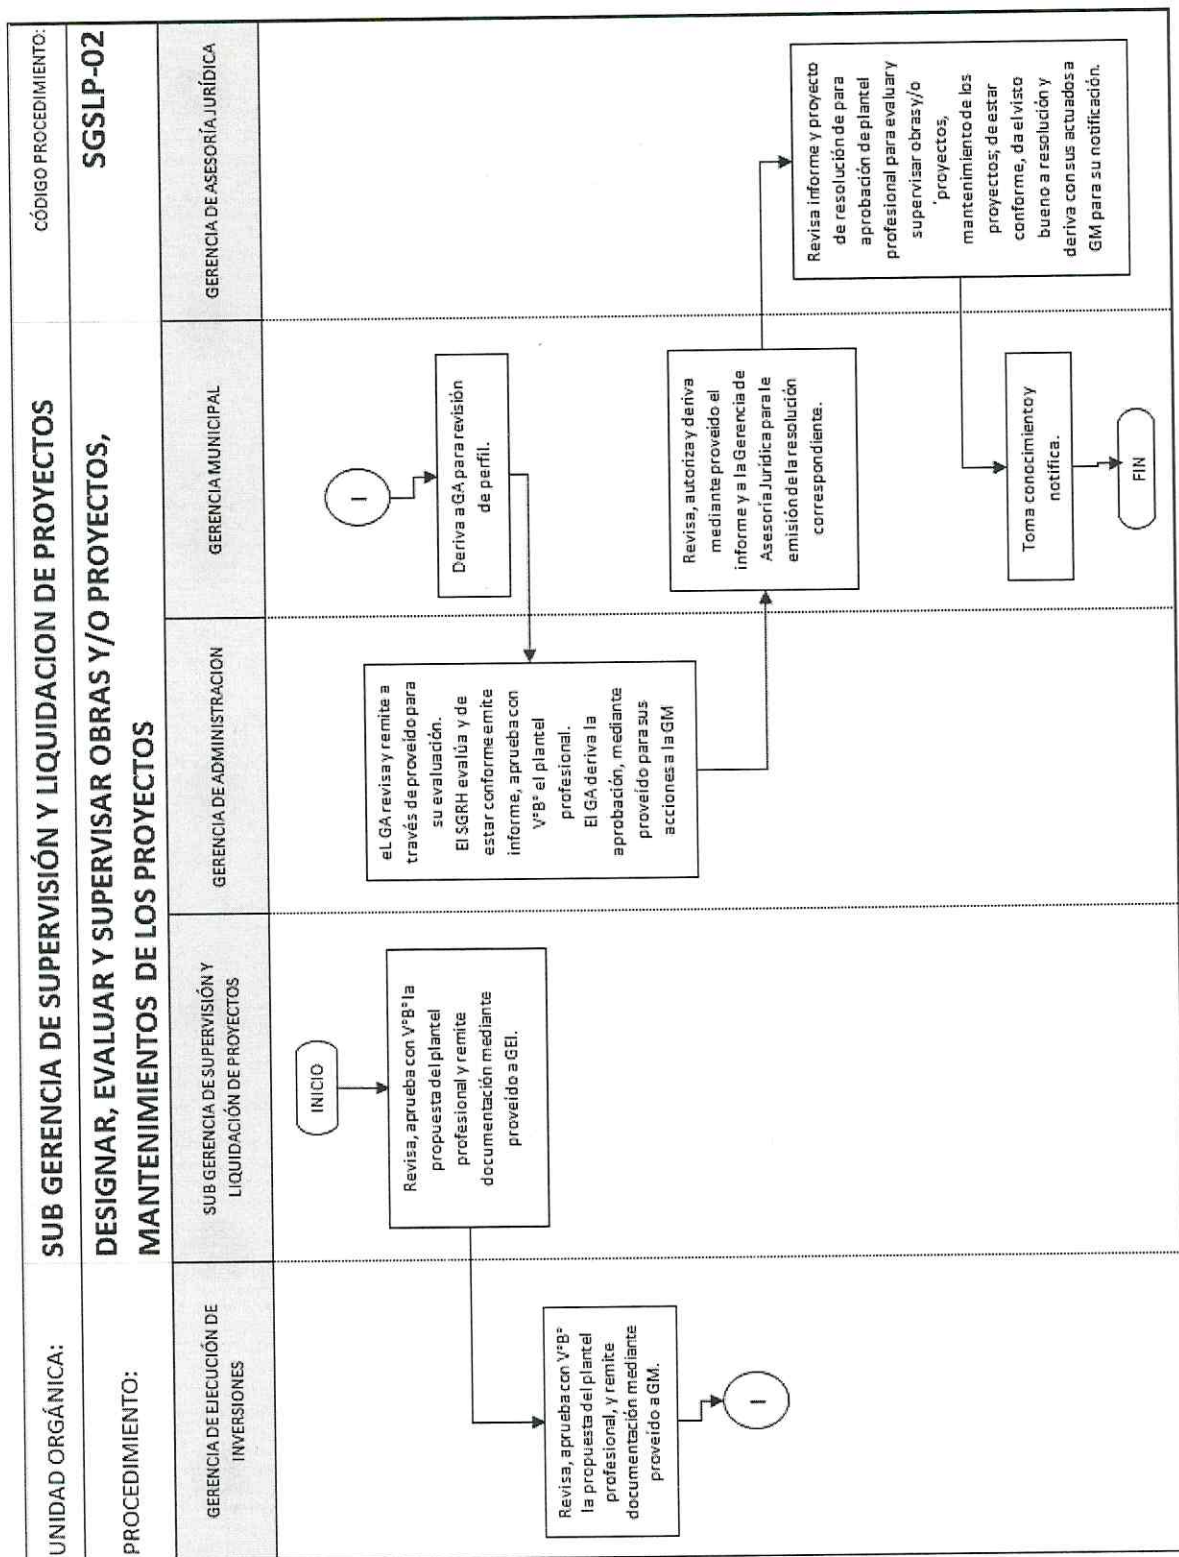 UNIDAD ORGÁNICA:
SUB GERENCIA DE SUPERVISIÓN Y LIQUIDACION DE PROYECTOS
CÓDIGO PROCEDIMIENTO:
PROCEDIMIENTO:
DESIGNAR, EVALUAR Y SUPERVISAR OBRAS Y/O PROYECTOS,
MANTENIMIENTOS DE LOS PROYECTOS
SGSLP-02
GERENCIA DE EJECUCIÓN DE
INVERSIONES
SUB GERENCIA DE SUPERVISIÓN Y
LIQUIDACIÓN DE PROYECTOS
GERENCIA DE ADMINISTRACION
GERENCIA MUNICIPAL
GERENCIA DE ASESORÍA JURÍDICA
INICIO
Revisa, aprueba con VºBº la
propuesta del plantel
profesional y remite
documentación mediante
proveído a GEI.
Revisa, aprueba con VºBº
la propuesta del plantel
profesional, y remite
documentación mediante
proveído a GM.
I
I
Deriva a GA para revisión
de perfil.
eL GA revisa y remite a
través de proveído para
su evaluación.
El SGRH evalúa y de
estar conforme emite
informe, aprueba con
VºBº el plantel
profesional.
El GA deriva la
aprobación, mediante
proveído para sus
acciones a la GM
Revisa, autoriza y deriva
mediante proveído el
informe y a la Gerencia de
Asesoría Jurídica para le
emisión de la resolución
correspondiente.
Revisa informe y proyecto
de resolución de para
aprobación de plantel
profesional para evaluar y
supervisar obras y/o
´proyectos,
mantenimiento de los
proyectos; de estar
conforme, da el visto
bueno a resolución y
deriva con sus actuados a
GM para su notificación.
Toma conocimiento y
notifica.
FIN